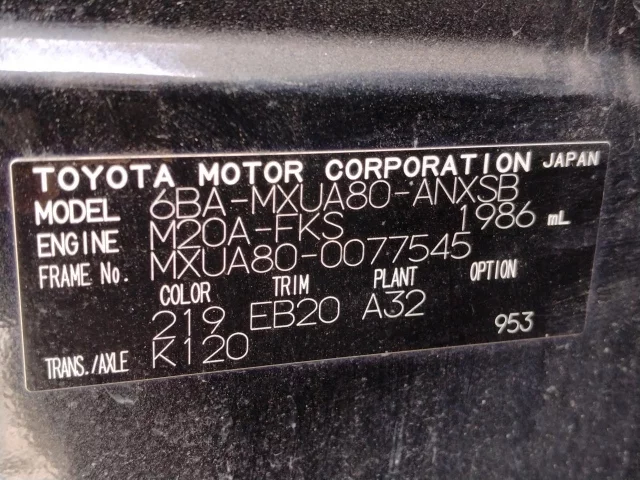 TOYOTA MOTOR CORPORATION JAPAN
MODEL 6BA-MXUA80-ANXSB
ENGINE M20A-FKS 1986 mL
FRAME No. MXUA80-0077545
COLOR TRIM PLANT OPTION
219 EB20 A32
953
TRANS./AXLE K120